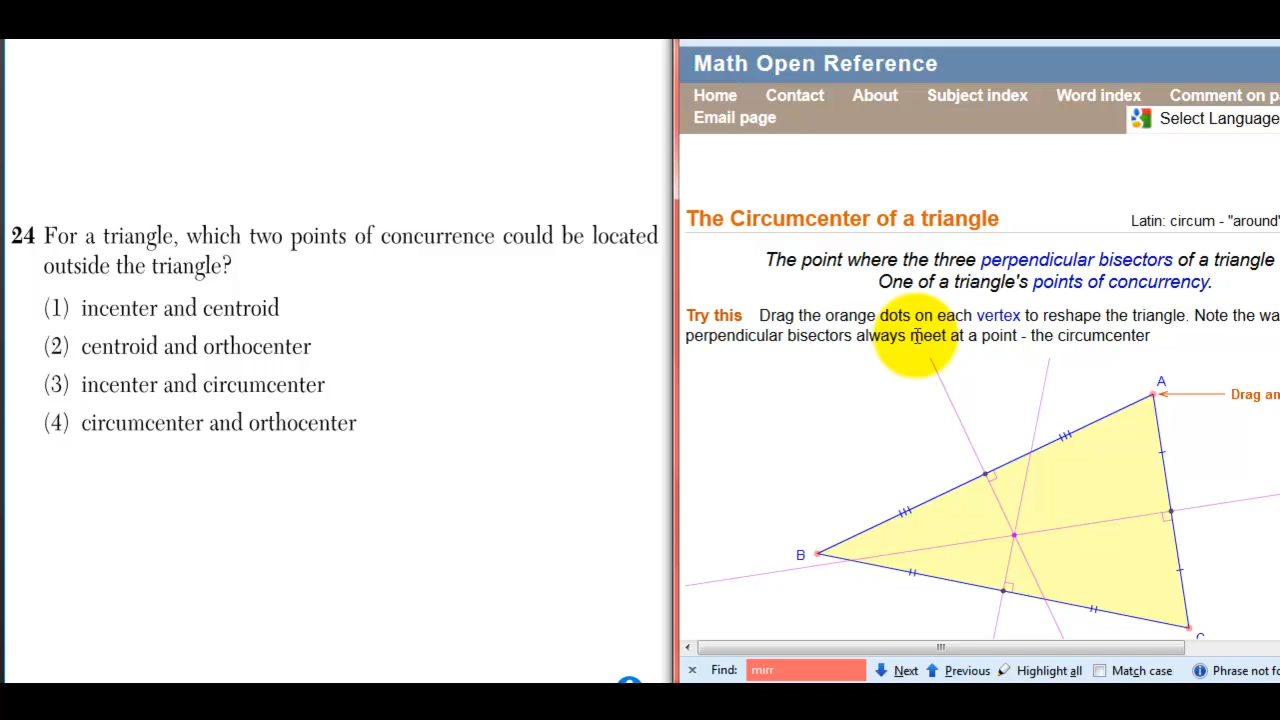 24 For a triangle, which two points of concurrence could be located
outside the triangle?
(1) incenter and centroid
(2) centroid and orthocenter
(3) incenter and circumcenter
(4) circumcenter and orthocenter
Math Open Reference
Home Contact About Subject index Word index Comment on
Email page
Select Language
The Circumcenter of a triangle
Latin: circum - "around"
The point where the three perpendicular bisectors of a triangle
One of a triangle's points of concurrency.
Try this Drag the orange dots on each vertex to reshape the triangle. Note the
perpendicular bisectors always meet at a point - the circumcenter
A
Drag
B
C
Find: mirr Next Previous Highlight all Match case Phrase not